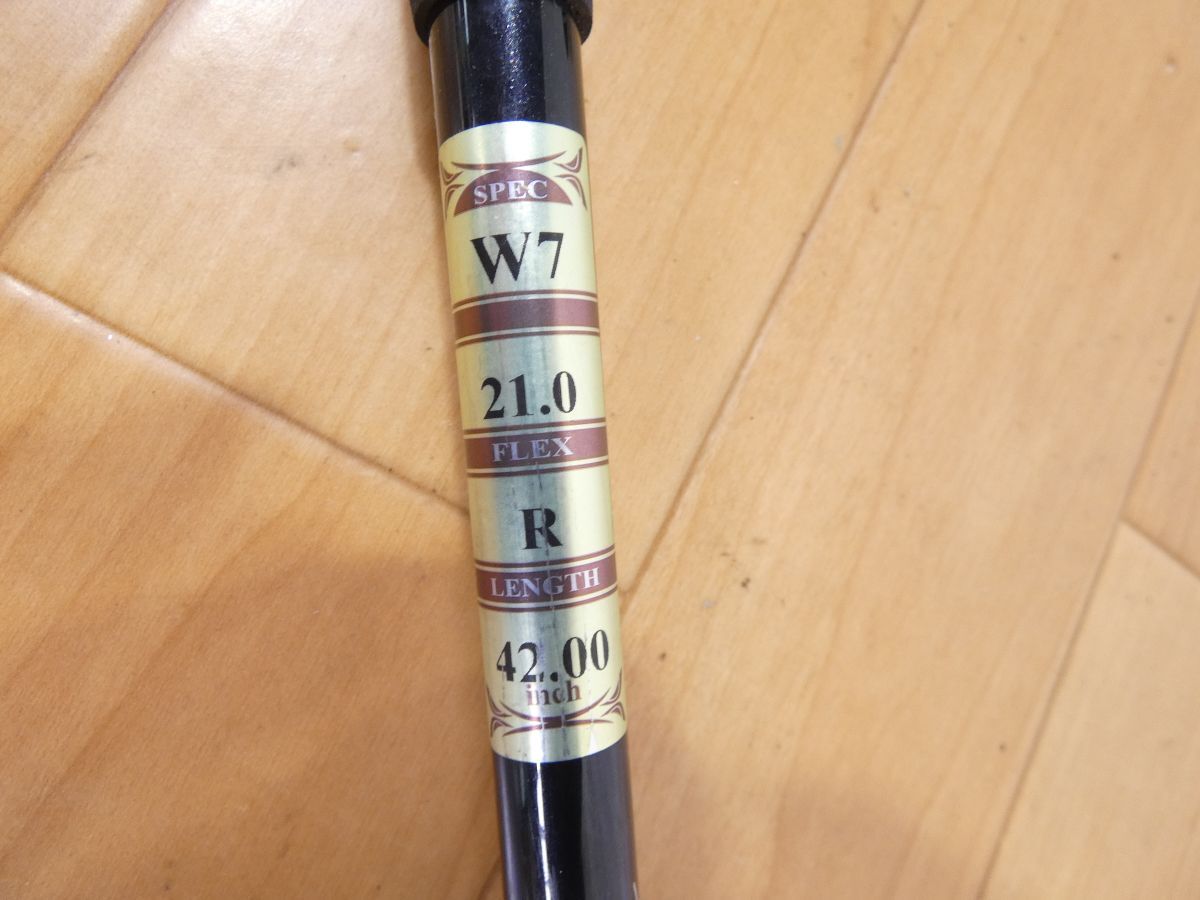 SPEC
W7
21.0
FLEX
R
LENGTH
42.00
inch